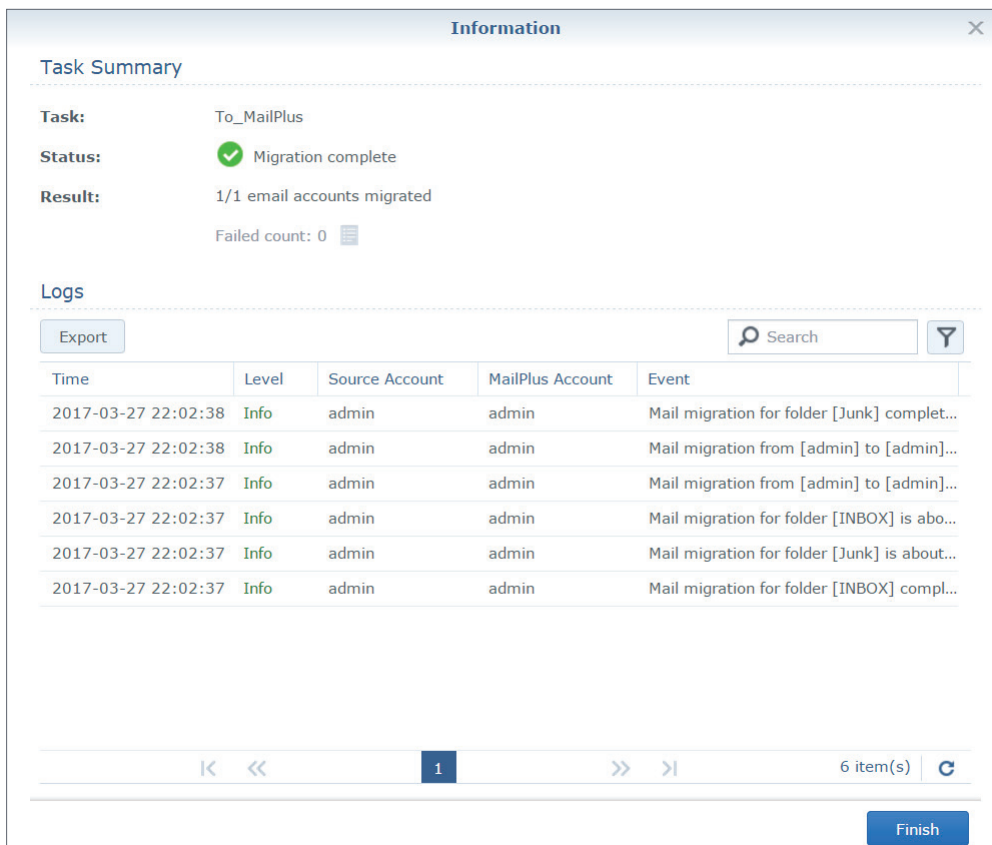 Information
Task Summary
Task: To_MailPlus
Status: Migration complete
Result: 1/1 email accounts migrated
Failed count: 0
Logs
Export Search
Time Level Source Account MailPlus Account Event
2017-03-27 22:02:38 Info admin admin Mail migration for folder [Junk] complet...
2017-03-27 22:02:38 Info admin admin Mail migration from [admin] to [admin]...
2017-03-27 22:02:37 Info admin admin Mail migration from [admin] to [admin]...
2017-03-27 22:02:37 Info admin admin Mail migration for folder [INBOX] is abo...
2017-03-27 22:02:37 Info admin admin Mail migration for folder [Junk] is about...
2017-03-27 22:02:37 Info admin admin Mail migration for folder [INBOX] compl...
1 6 item(s)
Finish